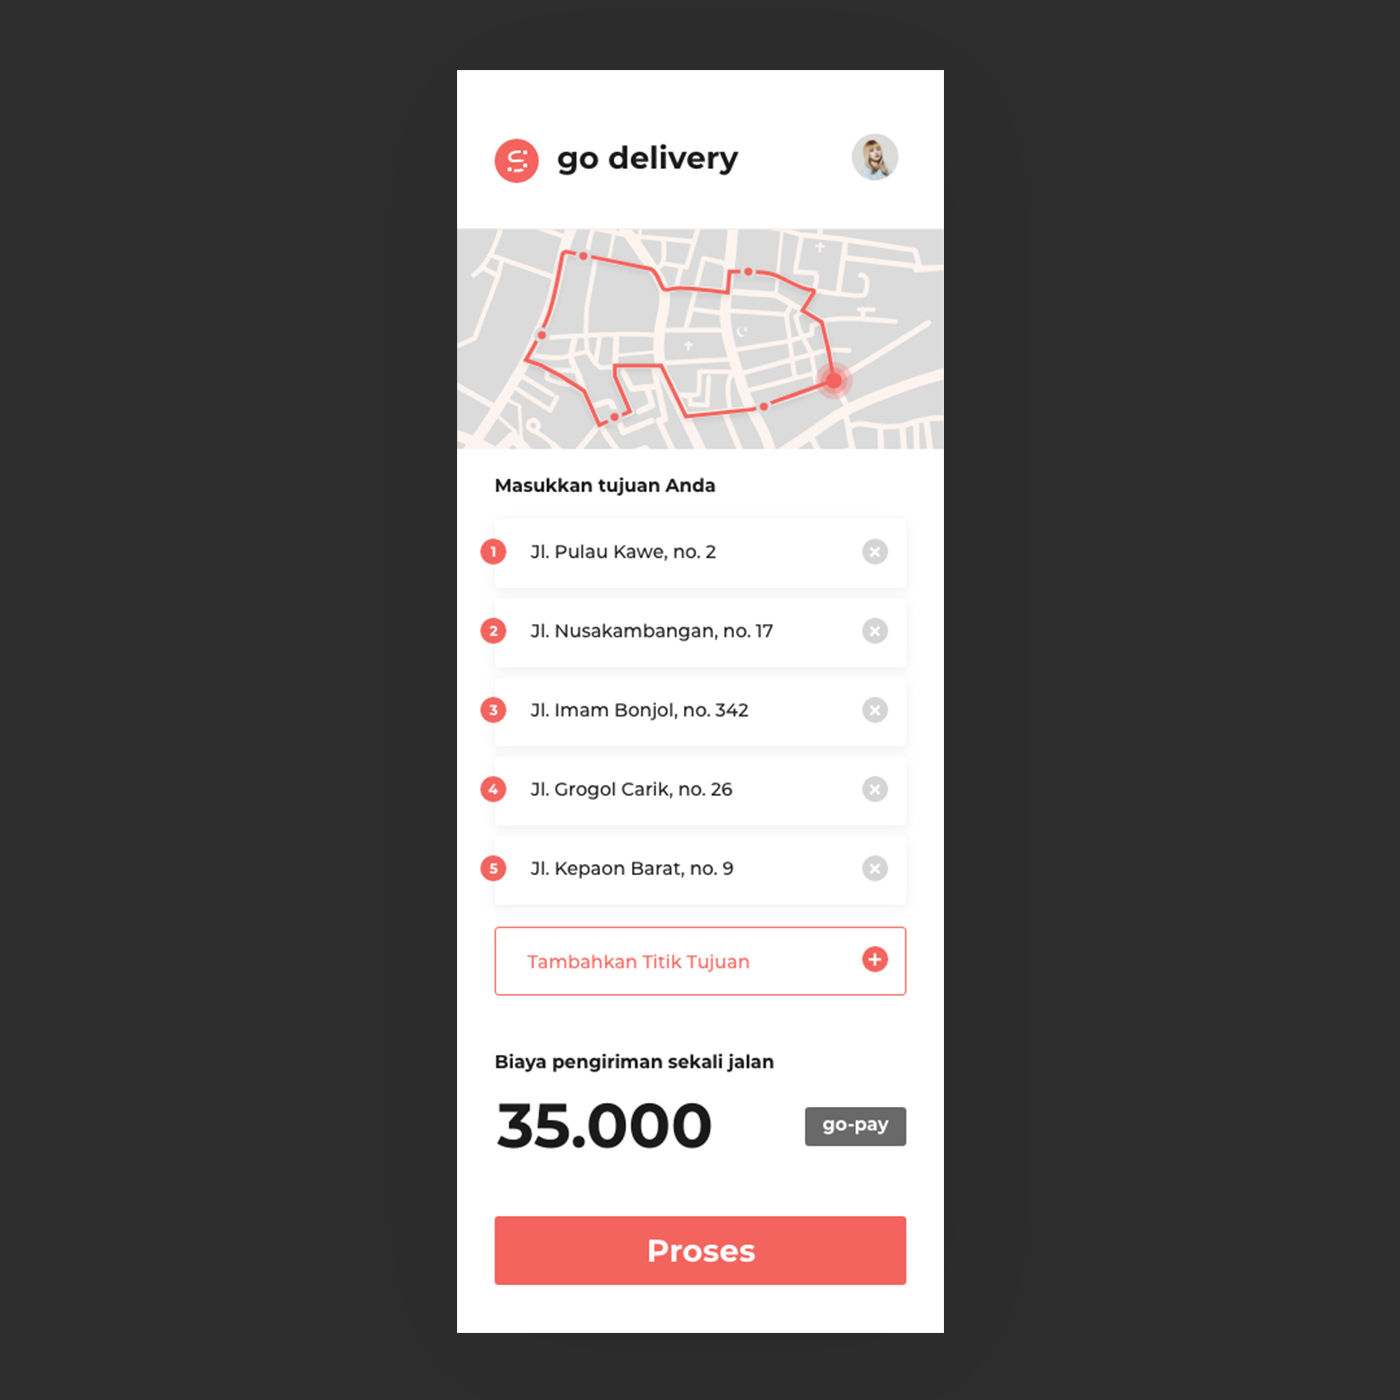 go delivery
Masukkan tujuan Anda
1 Jl. Pulau Kawe, no. 2
2 Jl. Nusakambangan, no. 17
3 Jl. Imam Bonjol, no. 342
4 Jl. Grogol Carik, no. 26
5 Jl. Kepaon Barat, no. 9
Tambahkan Titik Tujuan
Biaya pengiriman sekali jalan
35.000 go-pay
Proses